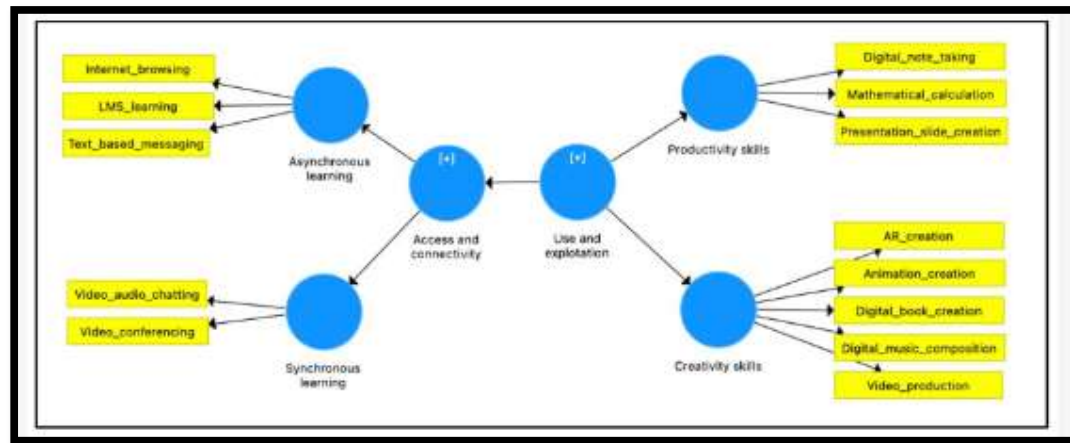 Internet_browsing
LMS_learning
Text_based_messaging
Asynchronous
learning
[+]
Access and
connectivity
Video_audio_chatting
Video_conferencing
Synchronous
learning
[+]
Use and
explotation
Productivity skills
Digital_note_taking
Mathematical_calculation
Presentation_slide_creation
Creativity skills
AR_creation
Animation_creation
Digital_book_creation
Digital_music_composition
Video_production